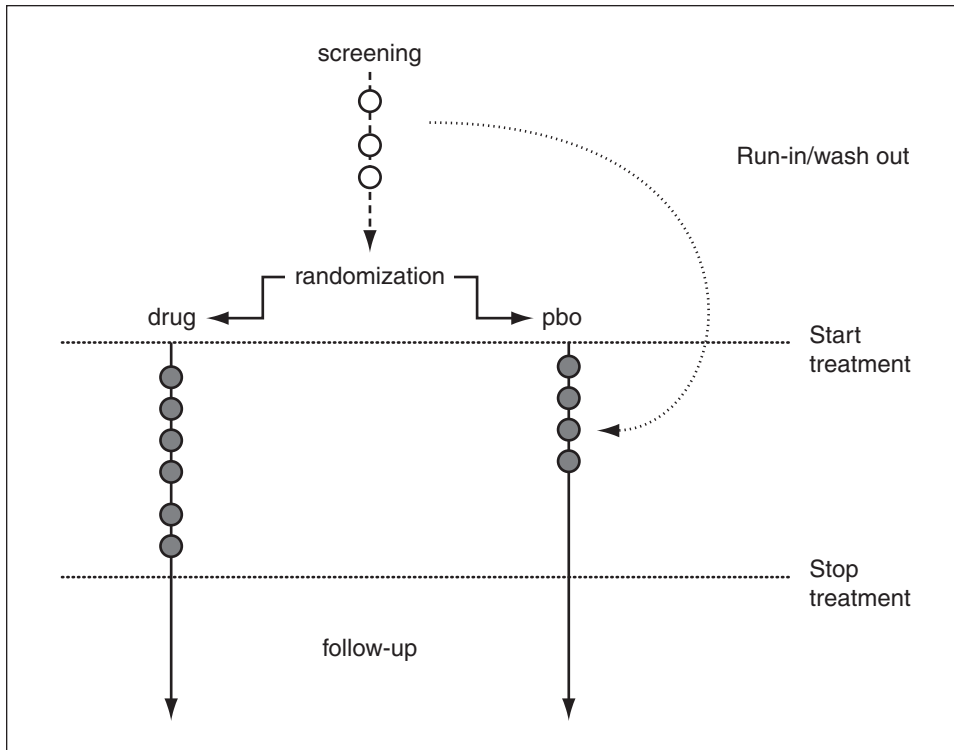 screening
Run-in/wash out
randomization
drug
pbo
Start
treatment
Stop
treatment
follow-up